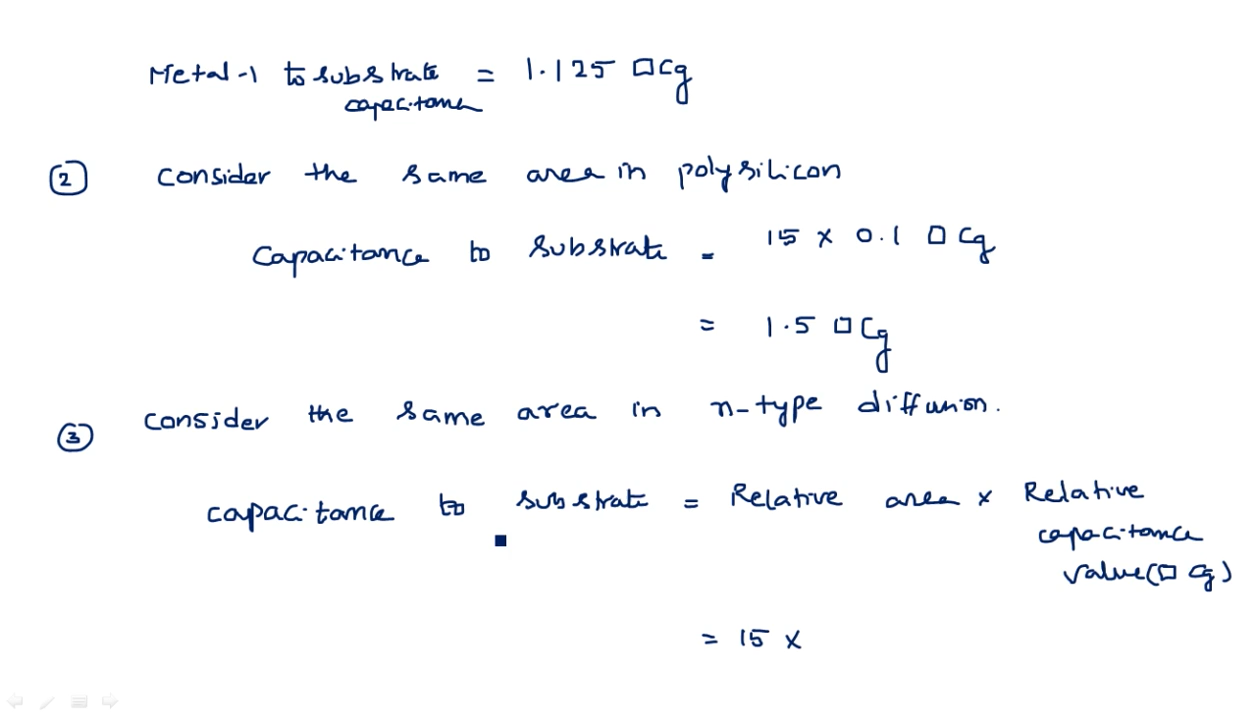 Metal-1 to substrate = 1.125 □Cg
capacitance
② Consider the same area in polysilicon
Capacitance to substrate = 15 × 0.1 □ Cg
= 1.5 □Cg
③ Consider the same area in n-type diffusion.
capacitance to substrate = Relative area × Relative
capacitance
value(□ Cg)
= 15 ×